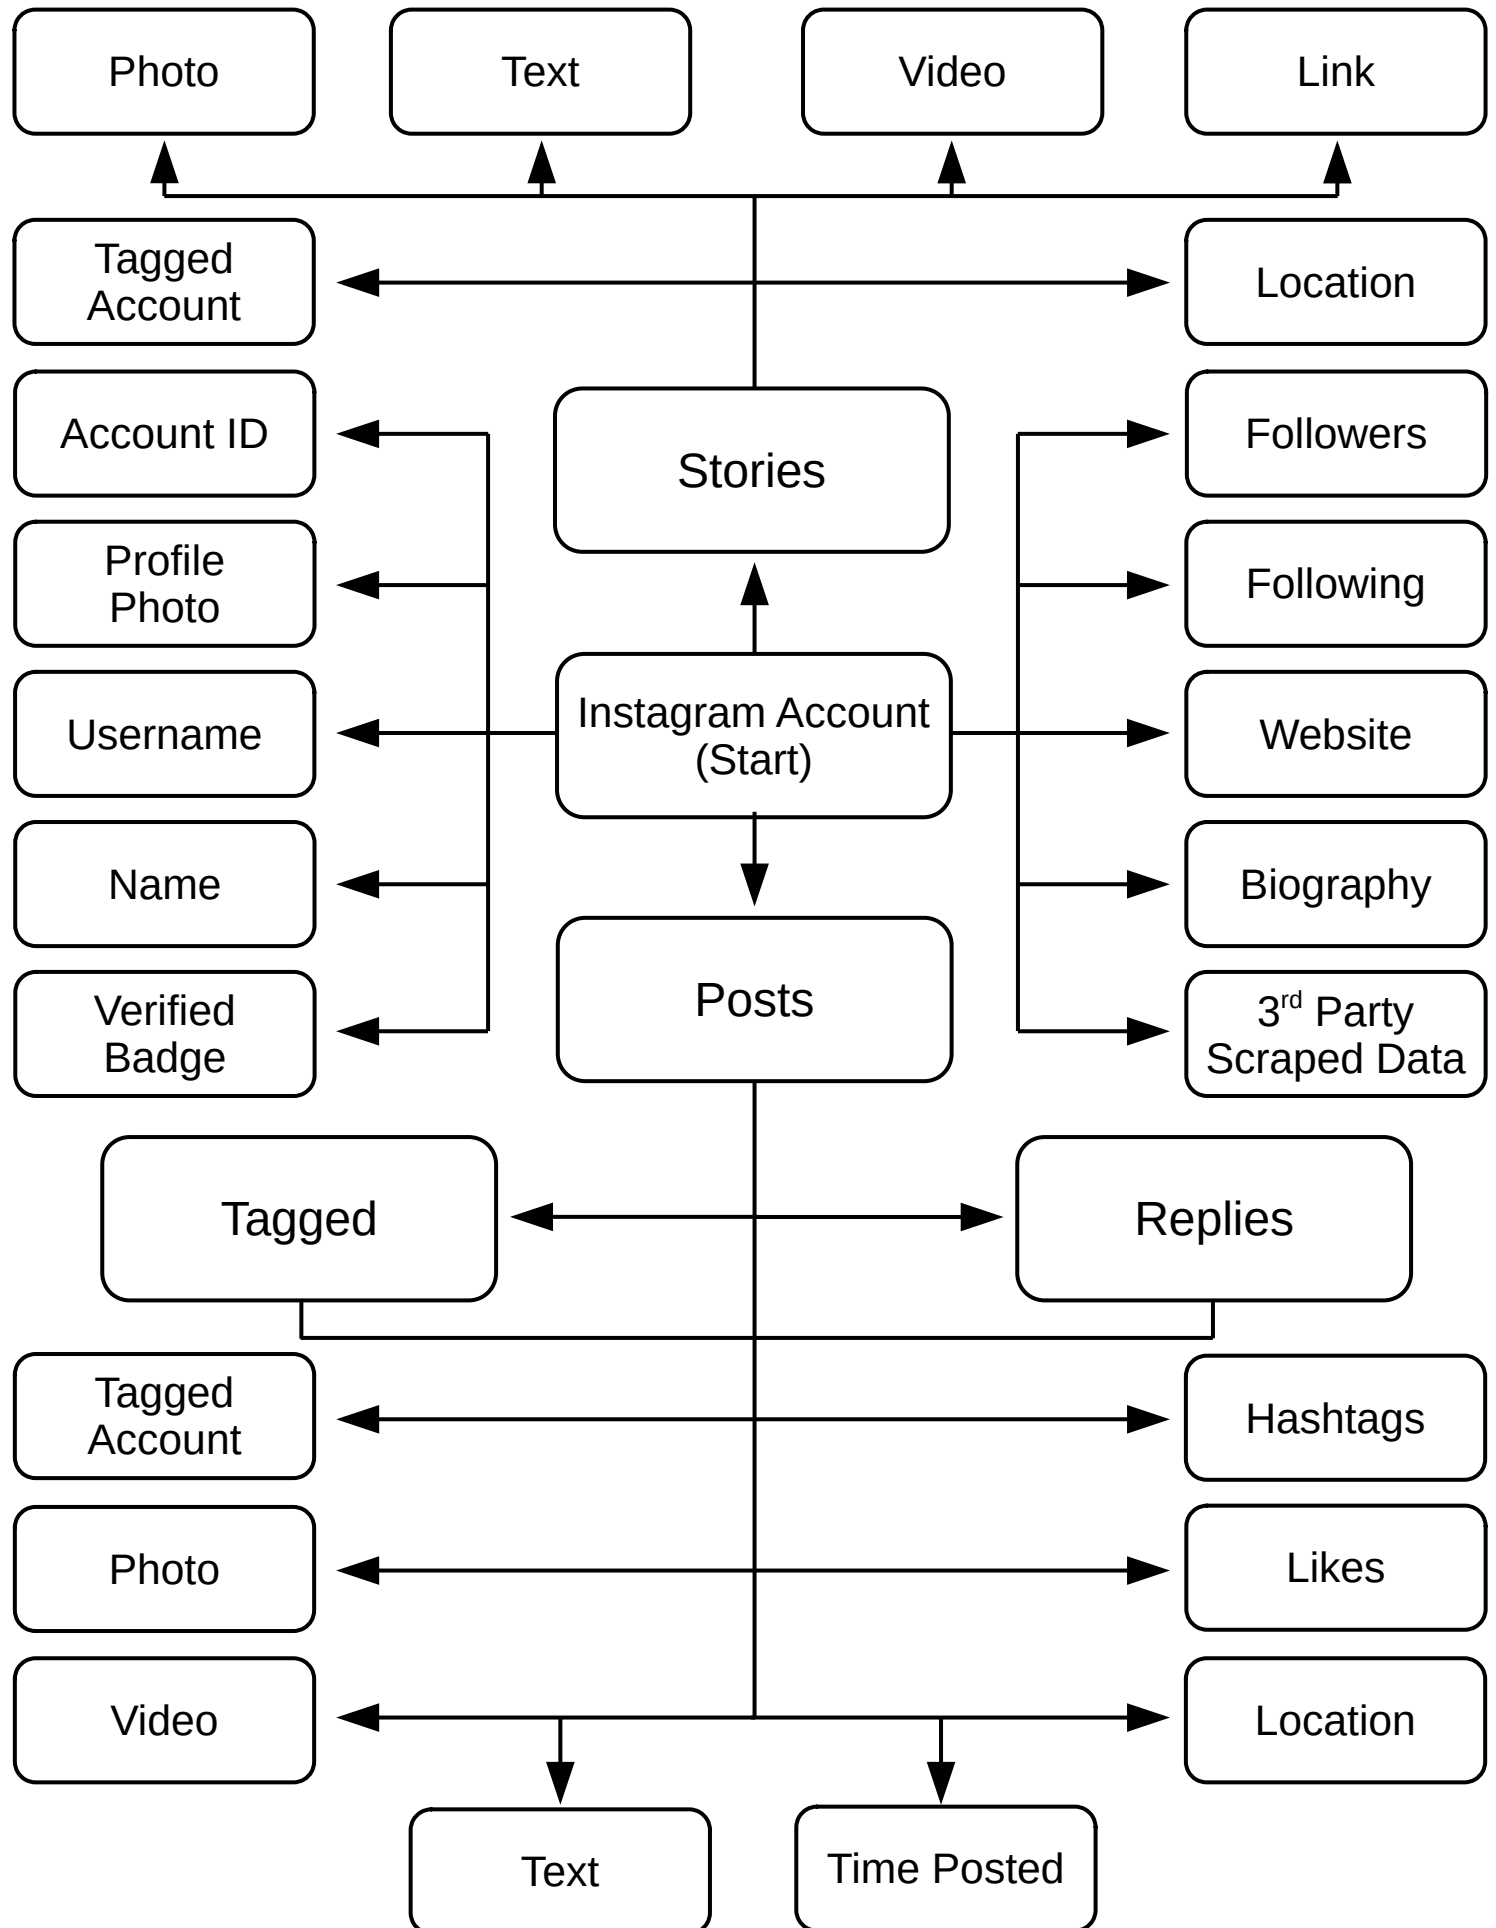 Photo
Text
Video
Link
Tagged
Account
Location
Account ID
Stories
Followers
Profile
Photo
Following
Instagram Account
(Start)
Username
Website
Name
Biography
Verified
Badge
Posts
3rd Party
Scraped Data
Tagged
Replies
Tagged
Account
Hashtags
Photo
Likes
Video
Location
Text
Time Posted